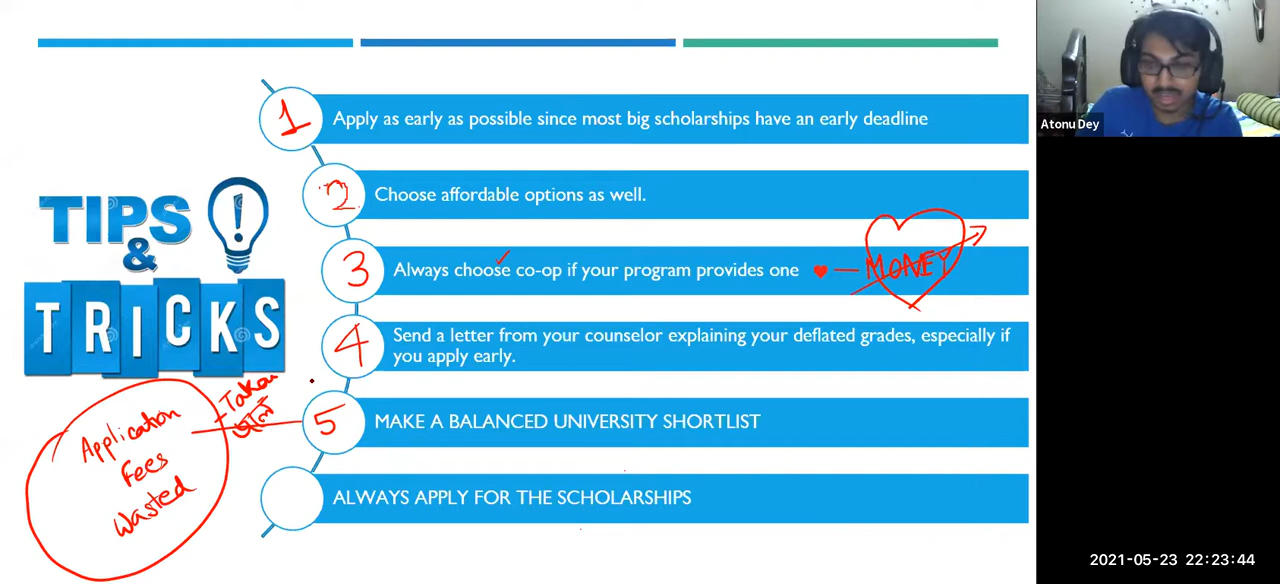 Atonu Dey
TIPS
&
TRICKS
1
Apply as early as possible since most big scholarships have an early deadline
2
Choose affordable options as well.
3
Always choose co-op if your program provides one
MONEY
4
Send a letter from your counselor explaining your deflated grades, especially if
you apply early.
5
MAKE A BALANCED UNIVERSITY SHORTLIST
Application
Fees
Wasted
Takar
ALWAYS APPLY FOR THE SCHOLARSHIPS
2021-05-23 22:23:44